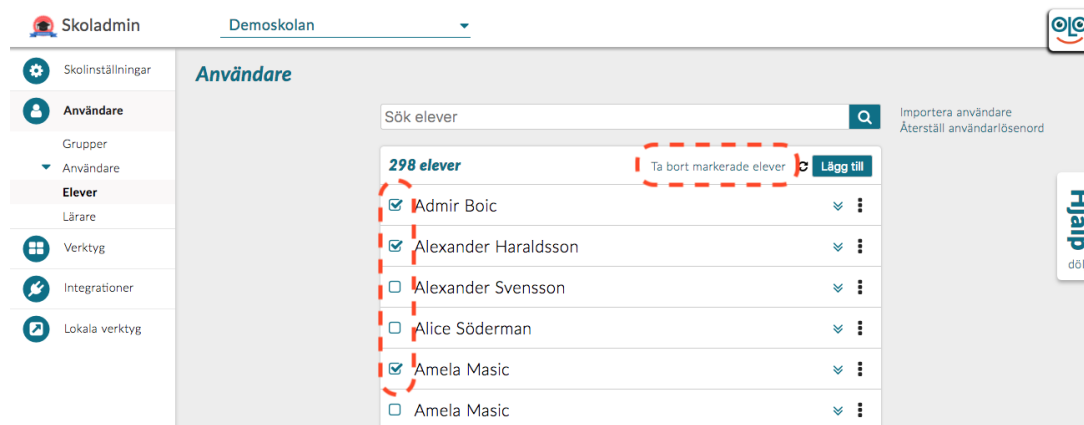 Skoladmin
Demoskolan
Skolinställningar
Användare
Grupper
Användare
Elever
Lärare
Verktyg
Integrationer
Lokala verktyg
Användare
Sök elever
Importera användare
Återställ användarlösenord
298 elever Ta bort markerade elever Lägg till
Admir Boic
Alexander Haraldsson
Alexander Svensson
Alice Söderman
Amela Masic
Amela Masic
Hjälp